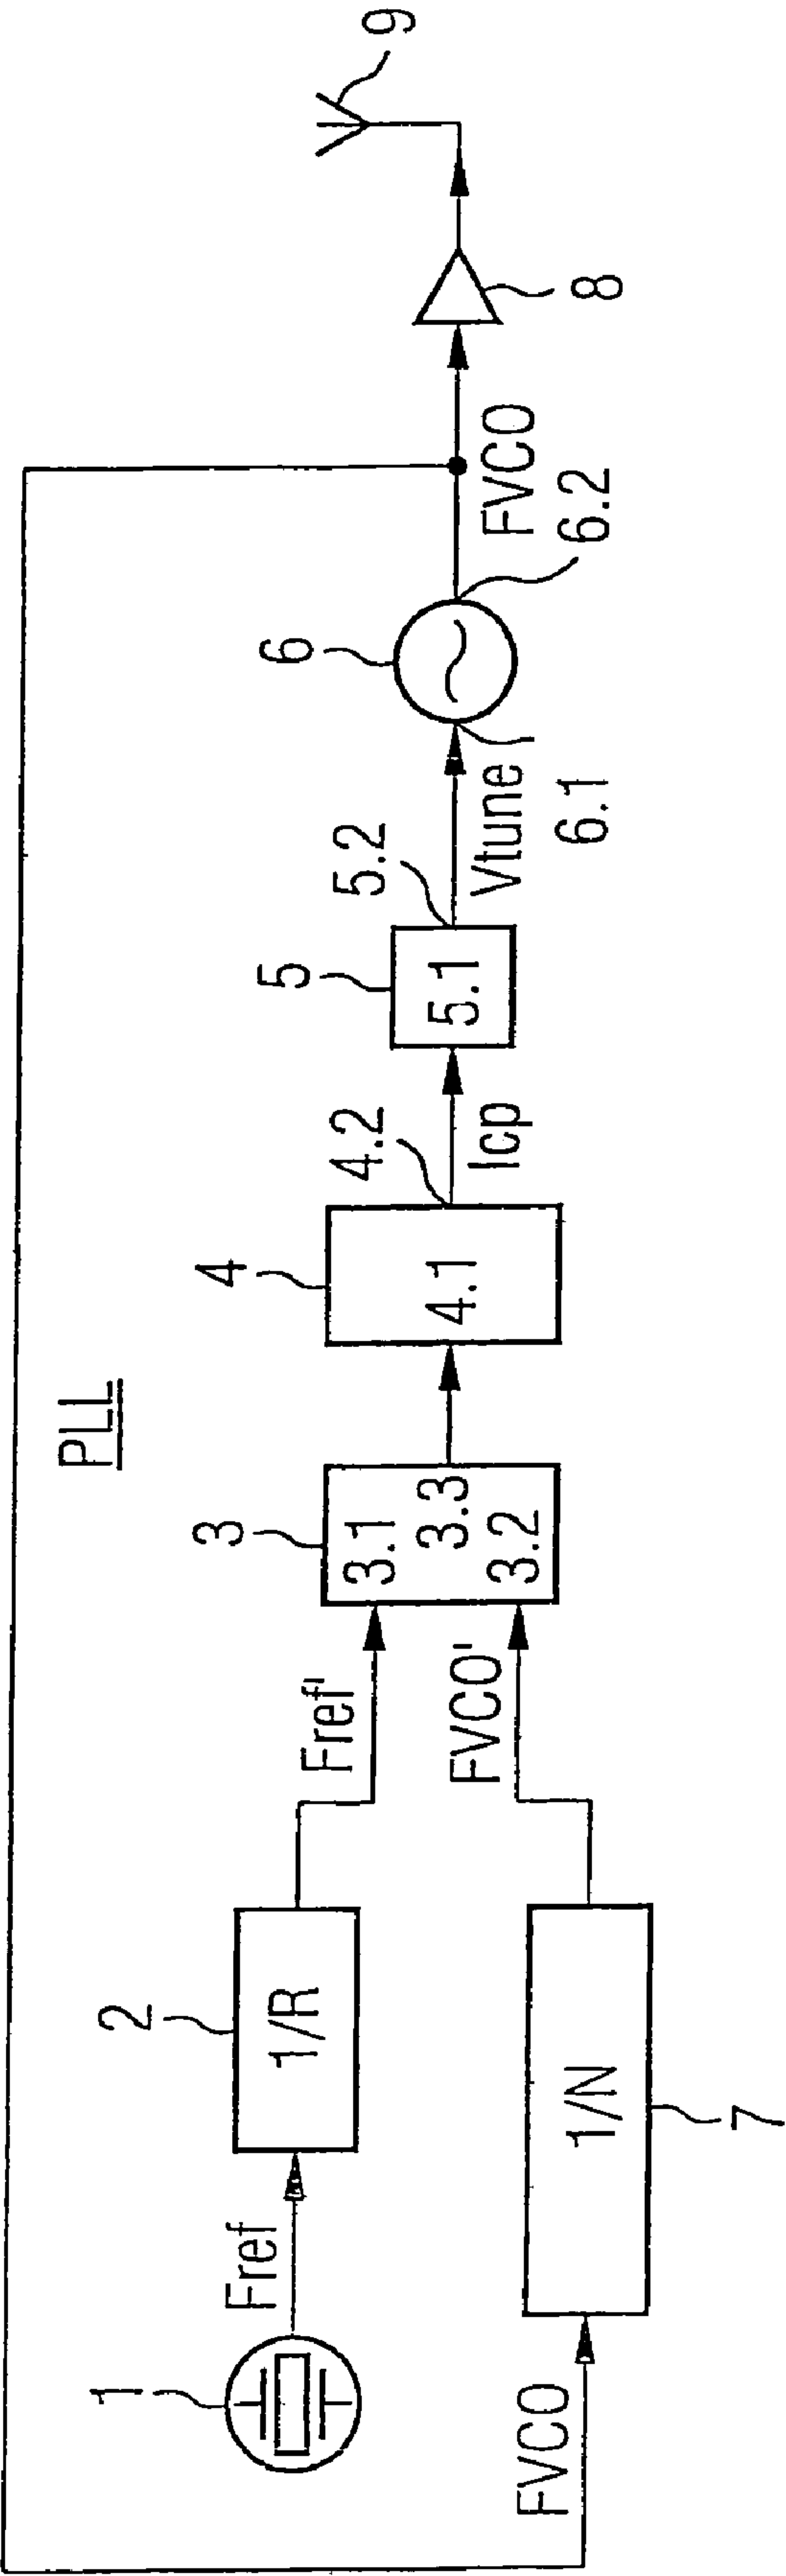 PLL
1
Fref
2
1/R
Fref'
FVCO
1/N
7
FVCO'
3
3.1
3.3
3.2
4
4.1
4.2
Icp
5
5.1
5.2
Vtune
6
6.1
6.2
FVCO
8
9